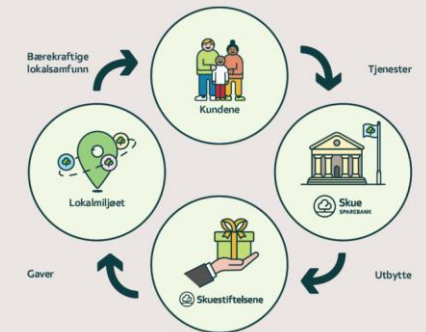 Bærekraftige
lokalsamfunn
Kundene
Tjenester
Skue
SPAREBANK
Utbytte
Skuestiftelsene
Gaver
Lokalmiljøet